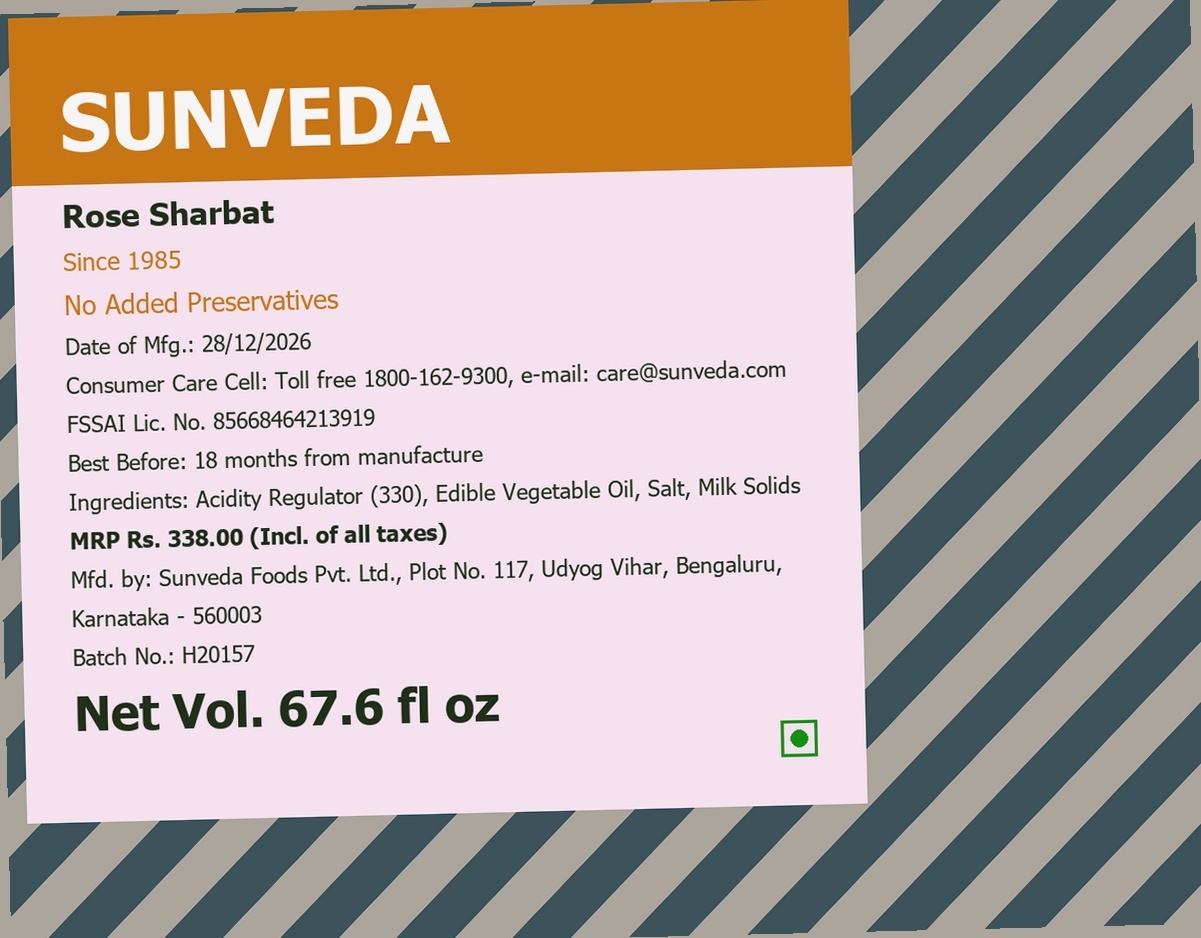 SUNVEDA
Rose Sharbat
Since 1985
No Added Preservatives
Date of Mfg.: 28/12/2026
Consumer Care Cell: Toll free 1800-162-9300, e-mail: care@sunveda.com
FSSAI Lic. No. 85668464213919
Best Before: 18 months from manufacture
Ingredients: Acidity Regulator (330), Edible Vegetable Oil, Salt, Milk Solids
MRP Rs. 338.00 (Incl. of all taxes)
Mfd. by: Sunveda Foods Pvt. Ltd., Plot No. 117, Udyog Vihar, Bengaluru,
Karnataka - 560003
Batch No.: H20157
Net Vol. 67.6 fl oz